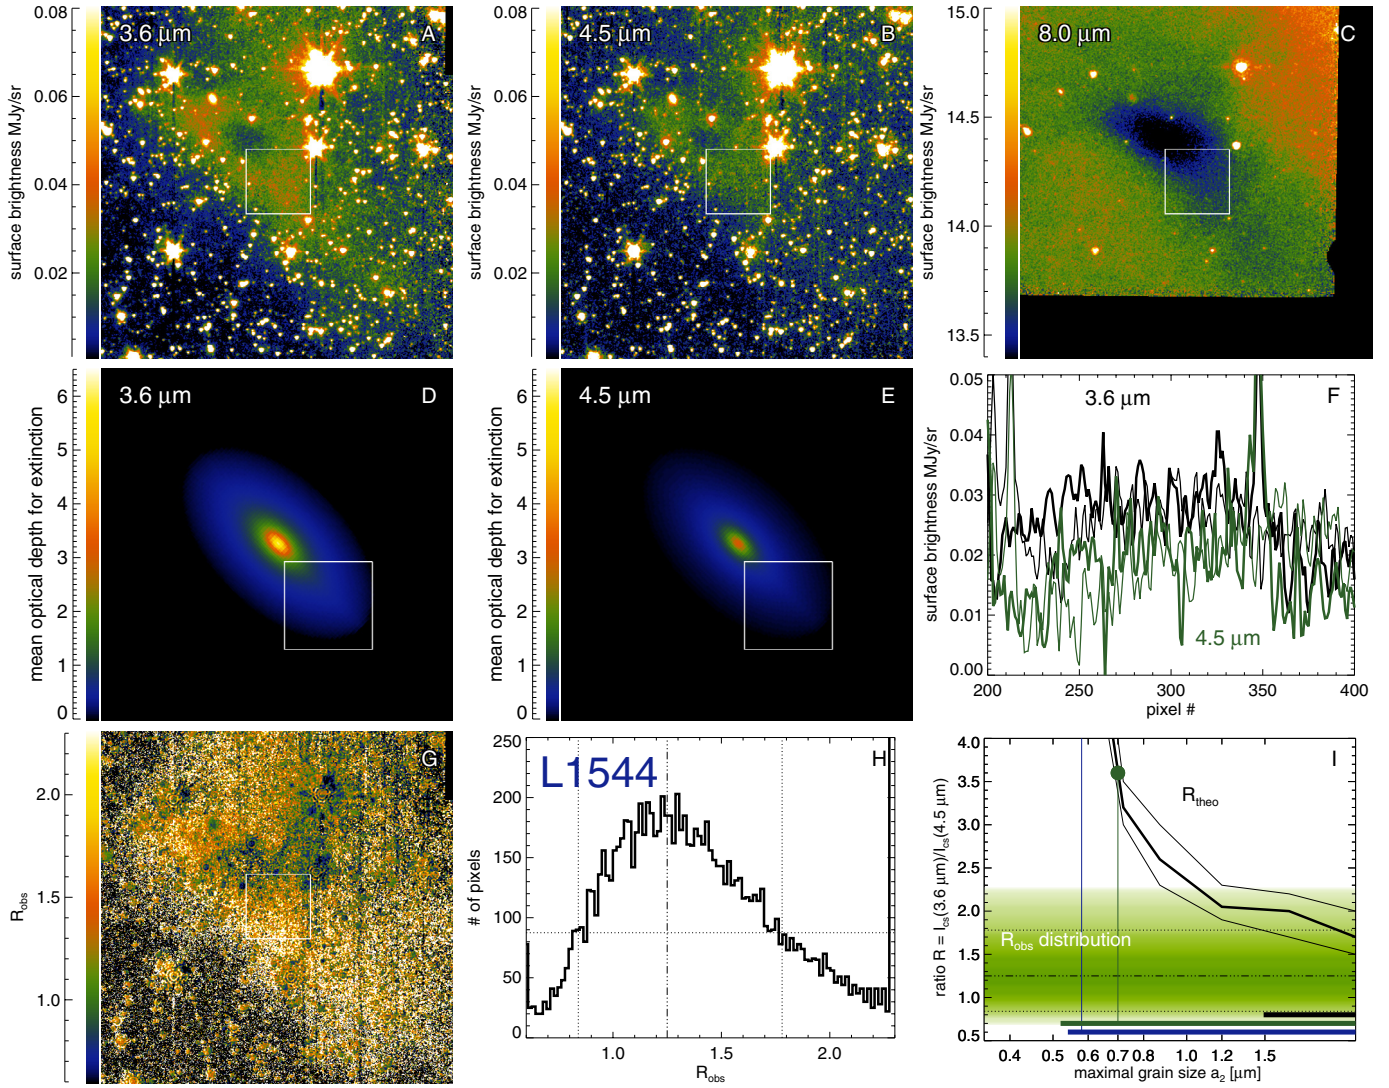 3.6 µm
A
surface brightness MJy/sr
0.08
0.06
0.04
0.02
4.5 µm
B
surface brightness MJy/sr
0.08
0.06
0.04
0.02
8.0 µm
C
surface brightness MJy/sr
15.0
14.5
14.0
13.5
3.6 µm
D
mean optical depth for extinction
6
5
4
3
2
1
0
4.5 µm
E
mean optical depth for extinction
6
5
4
3
2
1
0
3.6 µm
F
4.5 µm
surface brightness MJy/sr
0.05
0.04
0.03
0.02
0.01
0.00
200 250 300 350 400
pixel #
G
R_obs
2.0
1.5
1.0
L1544
H
# of pixels
250
200
150
100
50
0
1.0 1.5 2.0
R_obs
I
R_theo
R_obs distribution
ratio R = I_cs(3.6 µm)/I_cs(4.5 µm)
4.0
3.5
3.0
2.5
2.0
1.5
1.0
0.5
0.4 0.5 0.6 0.7 0.8 1.0 1.2 1.5
maximal grain size a_2 [µm]